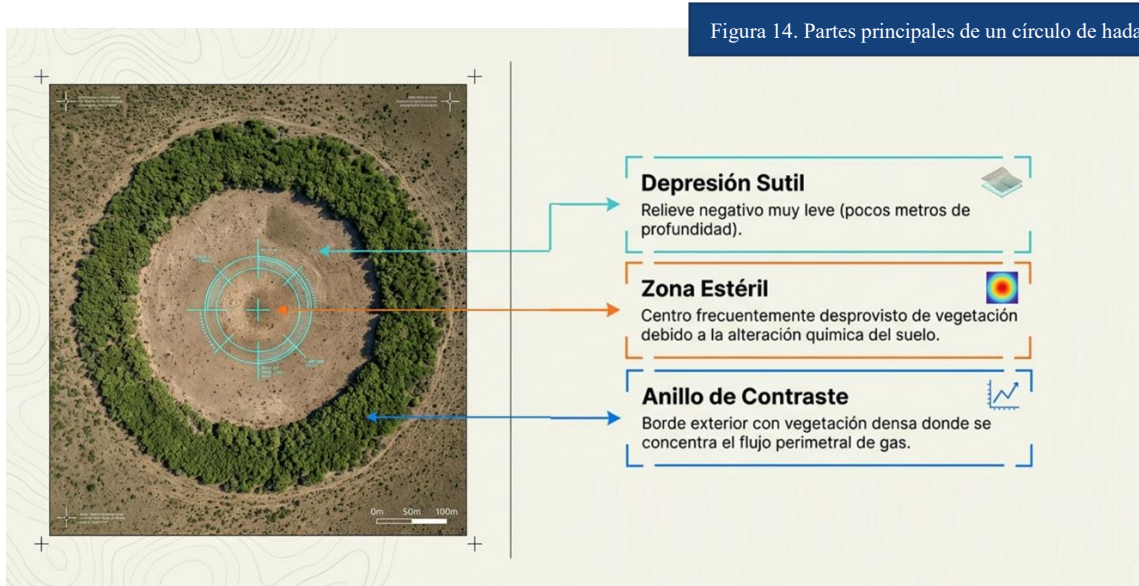 Figura 14. Partes principales de un círculo de hada
Depresión Sutil
Relieve negativo muy leve (pocos metros de
profundidad).
Zona Estéril
Centro frecuentemente desprovisto de vegetación
debido a la alteración química del suelo.
Anillo de Contraste
Borde exterior con vegetación densa donde se
concentra el flujo perimetral de gas.
0m 50m 100m